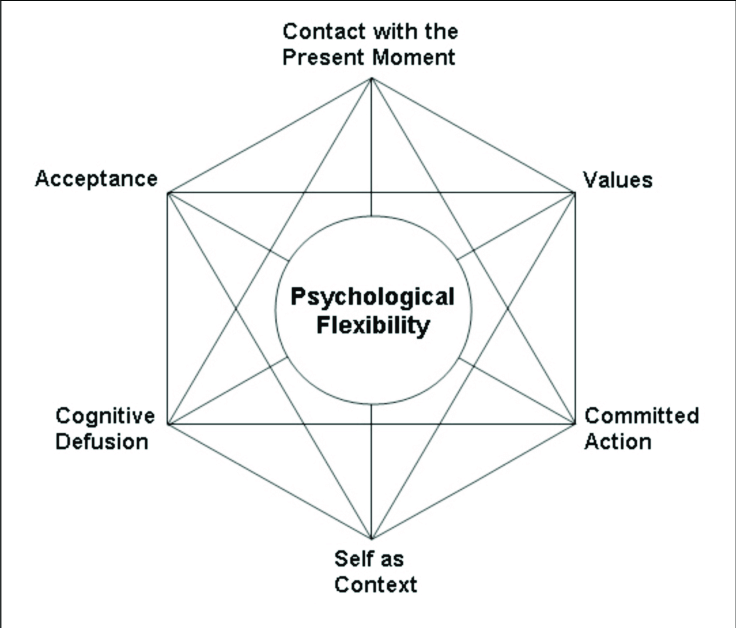 Contact with the
Present Moment
Acceptance
Values
Psychological
Flexibility
Cognitive
Defusion
Committed
Action
Self as
Context